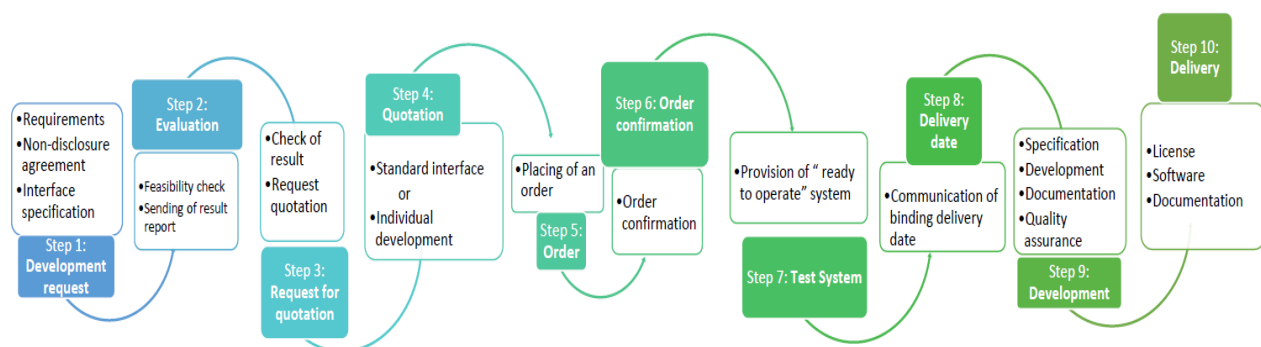 • Requirements
• Non-disclosure
agreement
• Interface
specification
Step 1:
Development
request
Step 2:
Evaluation
• Feasibility check
• Sending of result
report
• Check of
result
• Request
quotation
Step 3:
Request for
quotation
Step 4:
Quotation
• Standard interface
or
• Individual
development
• Placing of an
order
Step 5:
Order
Step 6: Order
confirmation
• Order
confirmation
• Provision of “ ready
to operate” system
Step 7: Test System
Step 8:
Delivery
date
• Communication of
binding delivery
date
• Specification
• Development
• Documentation
• Quality
assurance
Step 9:
Development
Step 10:
Delivery
• License
• Software
• Documentation